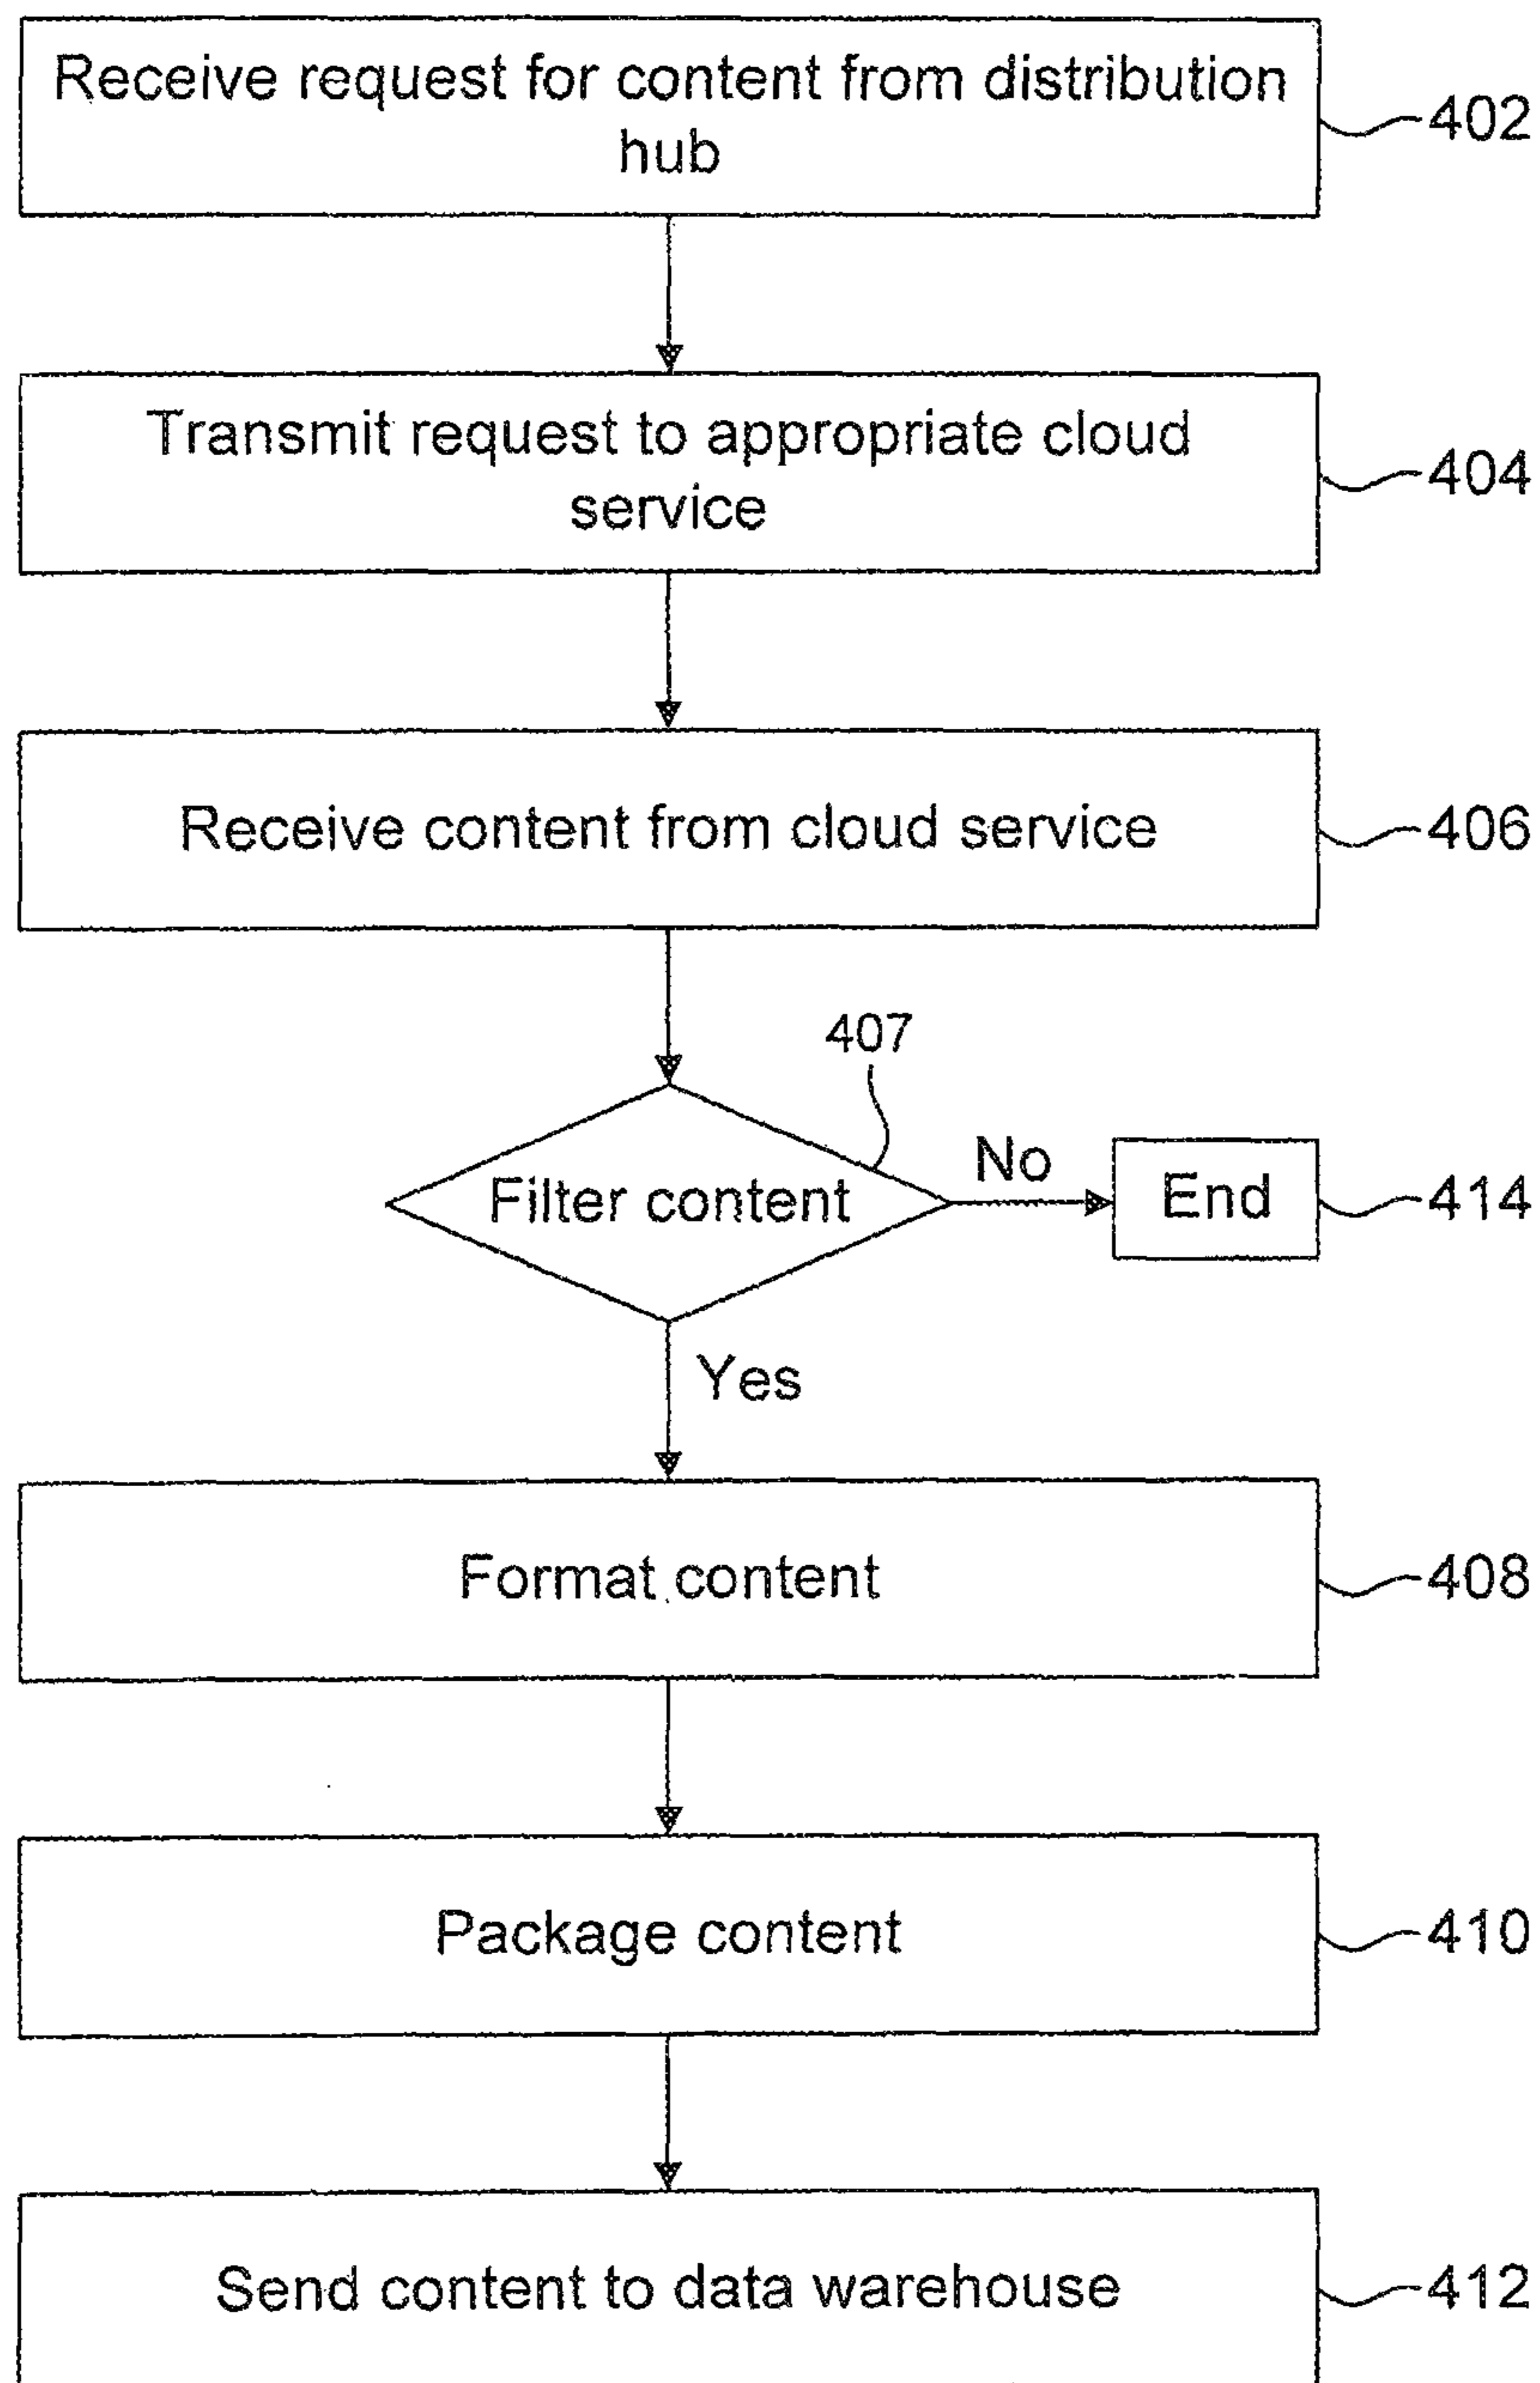 Receive request for content from distribution
hub
402
Transmit request to appropriate cloud
service
404
Receive content from cloud service
406
407
Filter content
No
End
414
Yes
Format content
408
Package content
410
Send content to data warehouse
412